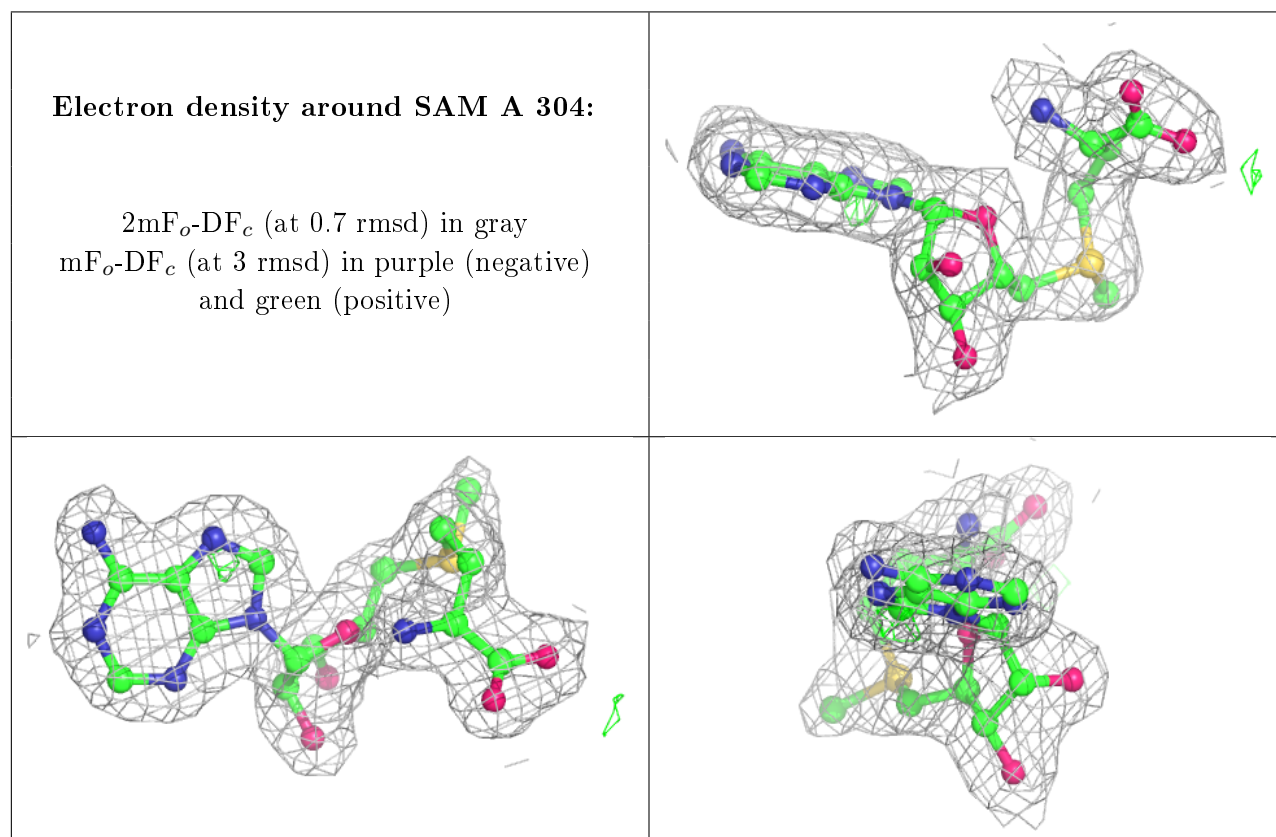 Electron density around SAM A 304:
2mFₒ-DF𝒸 (at 0.7 rmsd) in gray
mFₒ-DF𝒸 (at 3 rmsd) in purple (negative)
and green (positive)